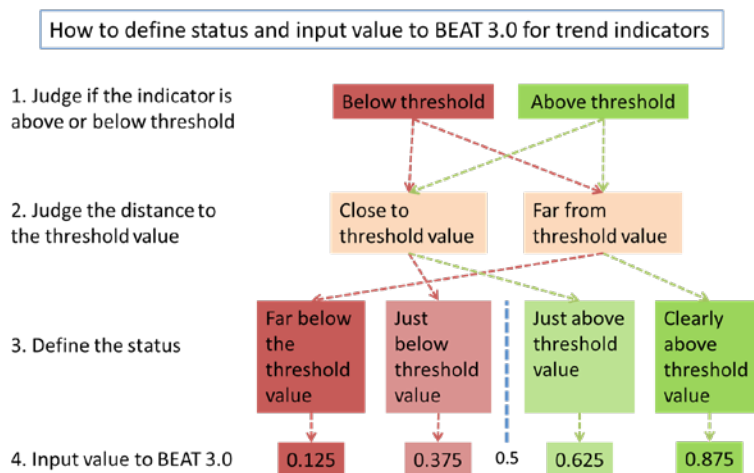 How to define status and input value to BEAT 3.0 for trend indicators
1. Judge if the indicator is
above or below threshold
Below threshold
Above threshold
2. Judge the distance to
the threshold value
Close to
threshold value
Far from
threshold value
3. Define the status
Far below
the
threshold
value
Just
below
threshold
value
Just above
threshold
value
Clearly
above
threshold
value
4. Input value to BEAT 3.0
0.125
0.375
0.5
0.625
0.875